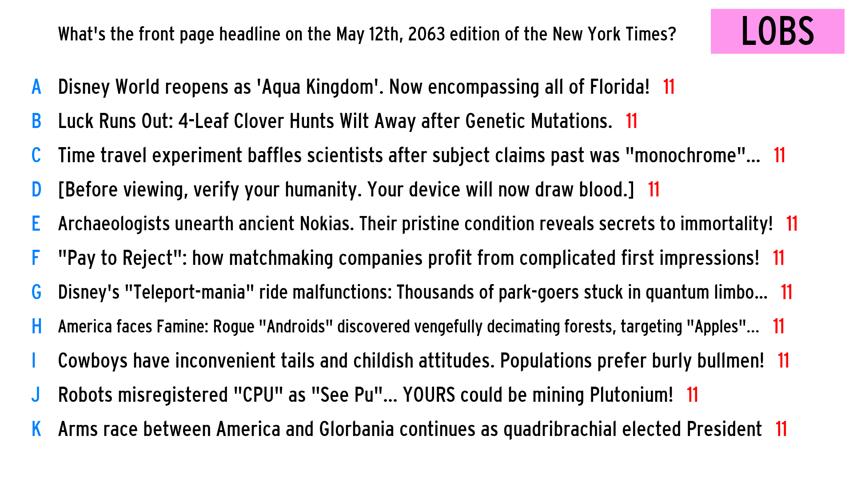 What's the front page headline on the May 12th, 2063 edition of the New York Times?
LOBS
A Disney World reopens as 'Aqua Kingdom'. Now encompassing all of Florida! 11
B Luck Runs Out: 4-Leaf Clover Hunts Wilt Away after Genetic Mutations. 11
C Time travel experiment baffles scientists after subject claims past was "monochrome"... 11
D [Before viewing, verify your humanity. Your device will now draw blood.] 11
E Archaeologists unearth ancient Nokias. Their pristine condition reveals secrets to immortality! 11
F "Pay to Reject": how matchmaking companies profit from complicated first impressions! 11
G Disney's "Teleport-mania" ride malfunctions: Thousands of park-goers stuck in quantum limbo... 11
H America faces Famine: Rogue "Androids" discovered vengefully decimating forests, targeting "Apples"... 11
I Cowboys have inconvenient tails and childish attitudes. Populations prefer burly bullmen! 11
J Robots misregistered "CPU" as "See Pu"... YOURS could be mining Plutonium! 11
K Arms race between America and Glorbania continues as quadribrachial elected President 11